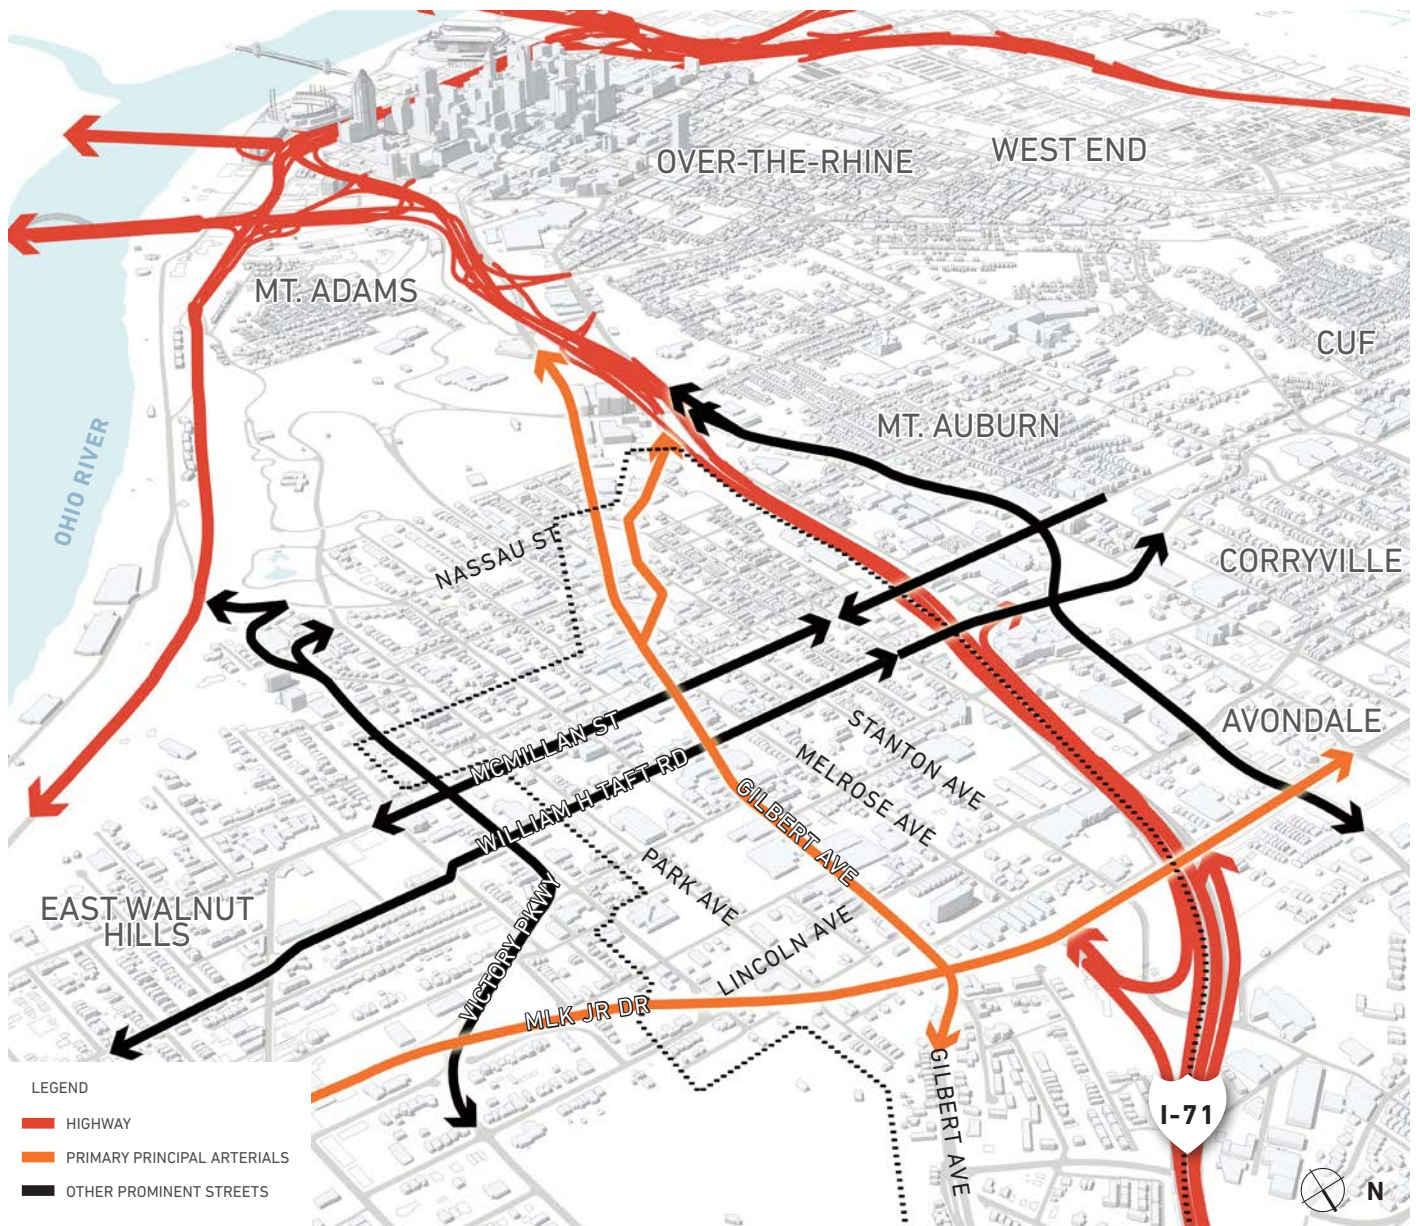 OVER-THE-RHINE
WEST END
MT. ADAMS
CUF
MT. AUBURN
OHIO RIVER
NASSAU ST
CORRYVILLE
MCMILLAN ST
WILLIAM H TAFT RD
STANTON AVE
MELROSE AVE
AVONDALE
GILBERT AVE
PARK AVE
LINCOLN AVE
EAST WALNUT
HILLS
VICTORY PKWY
MLK JR DR
GILBERT AVE
I-71
LEGEND
HIGHWAY
PRIMARY PRINCIPAL ARTERIALS
OTHER PROMINENT STREETS
N